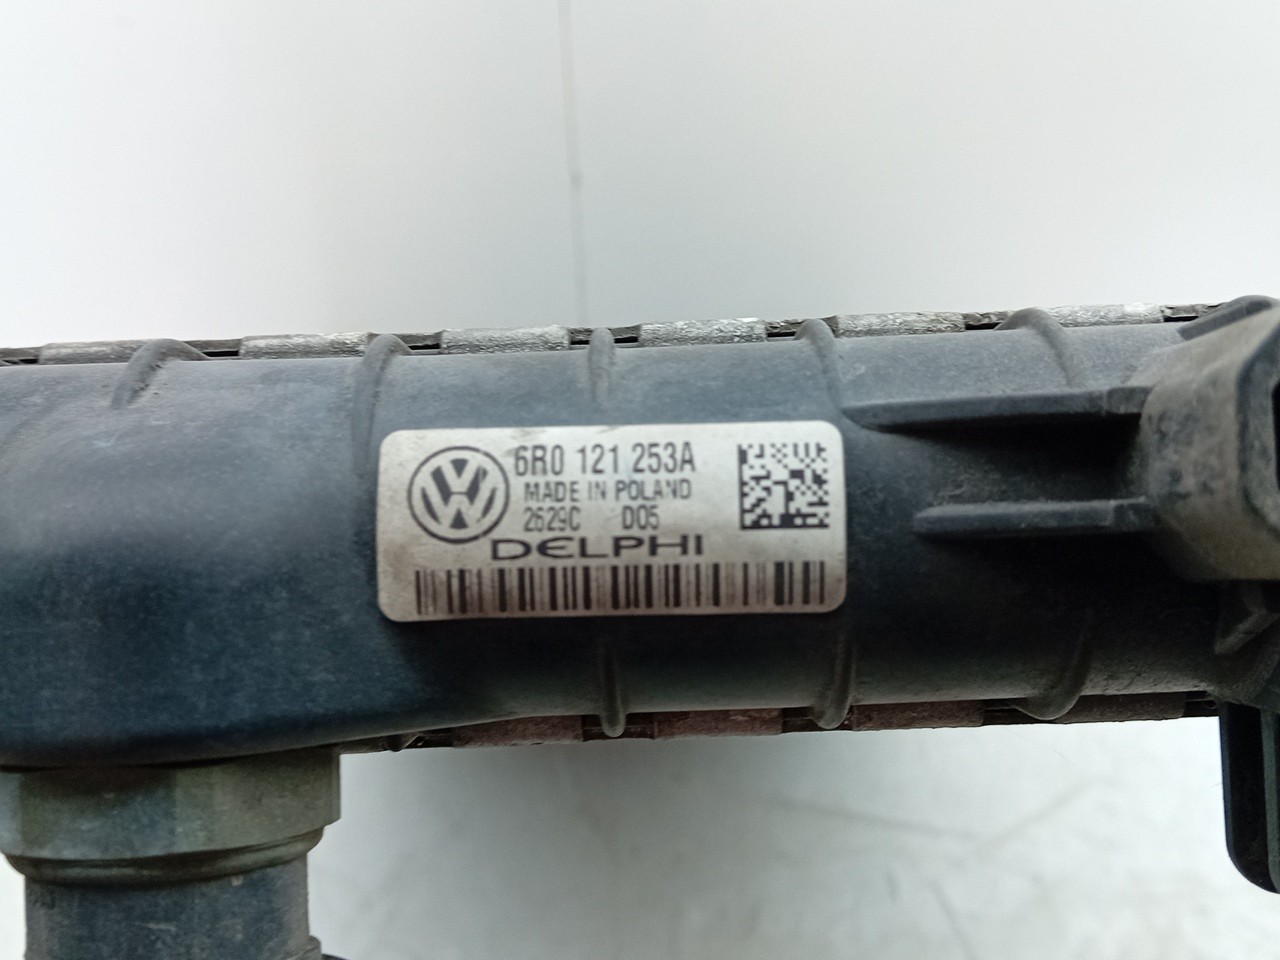 6R0 121 253A
MADE IN POLAND
2629C D05
DELPHI